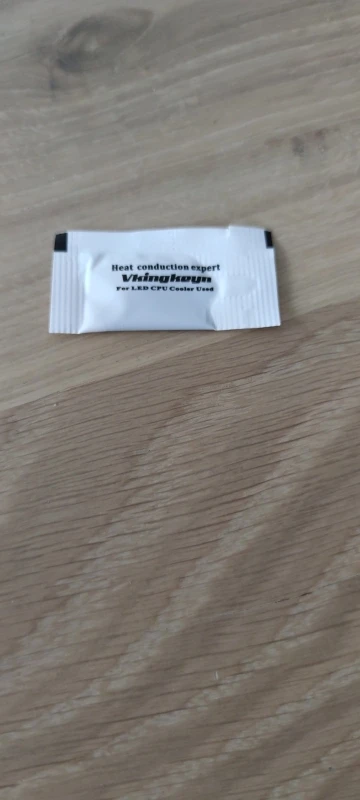 Heat conduction expert
Vkingkeyn
For LED CPU Cooler Used